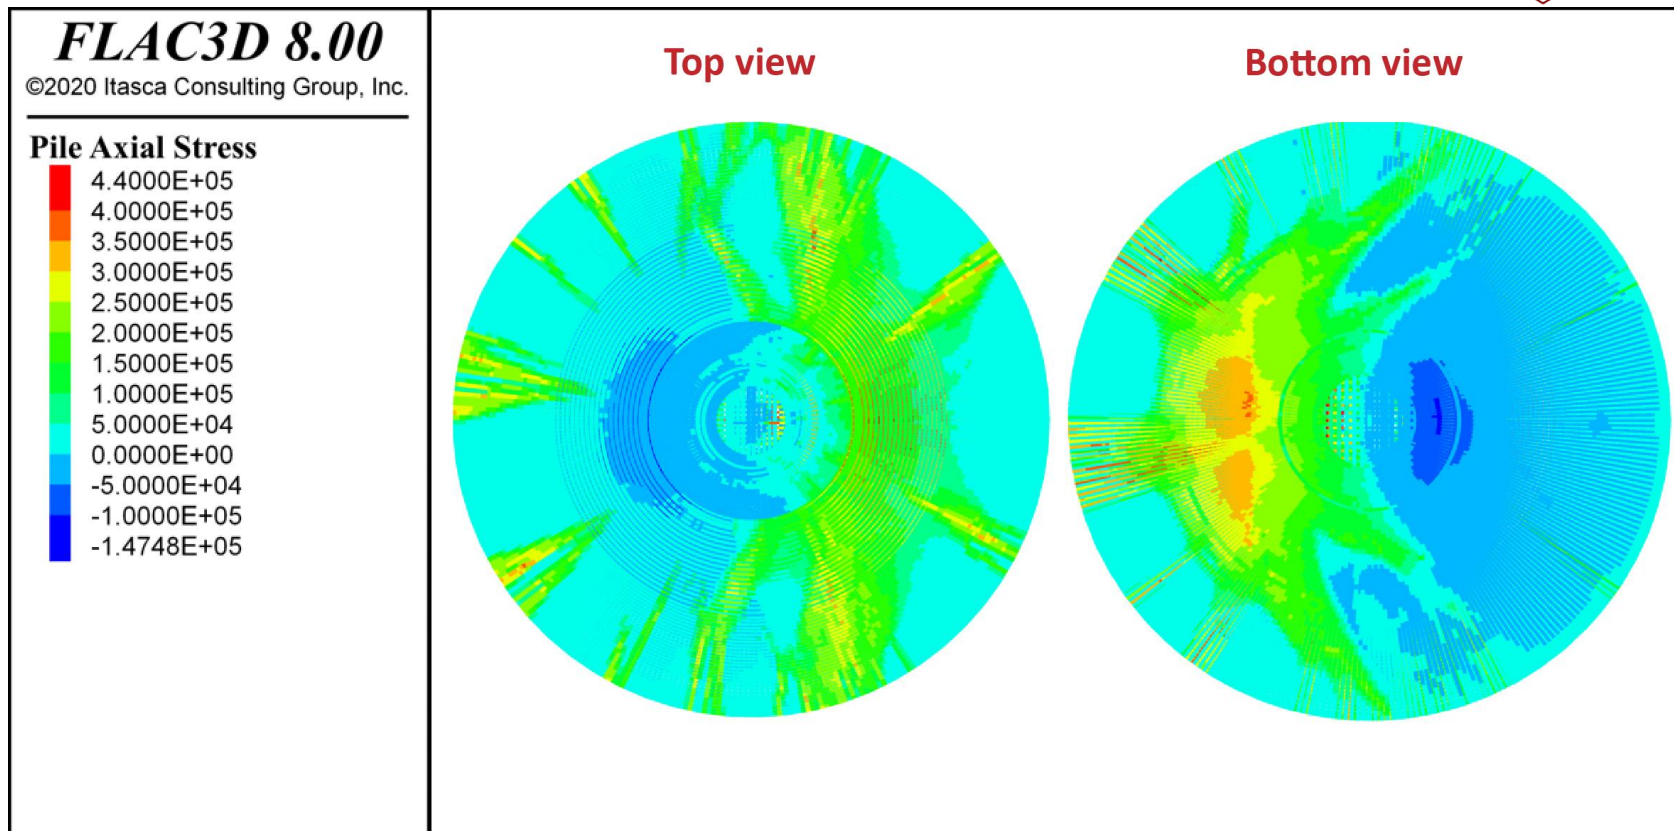 FLAC3D 8.00
©2020 Itasca Consulting Group, Inc.
Pile Axial Stress
4.4000E+05
4.0000E+05
3.5000E+05
3.0000E+05
2.5000E+05
2.0000E+05
1.5000E+05
1.0000E+05
5.0000E+04
0.0000E+00
-5.0000E+04
-1.0000E+05
-1.4748E+05
Top view
Bottom view